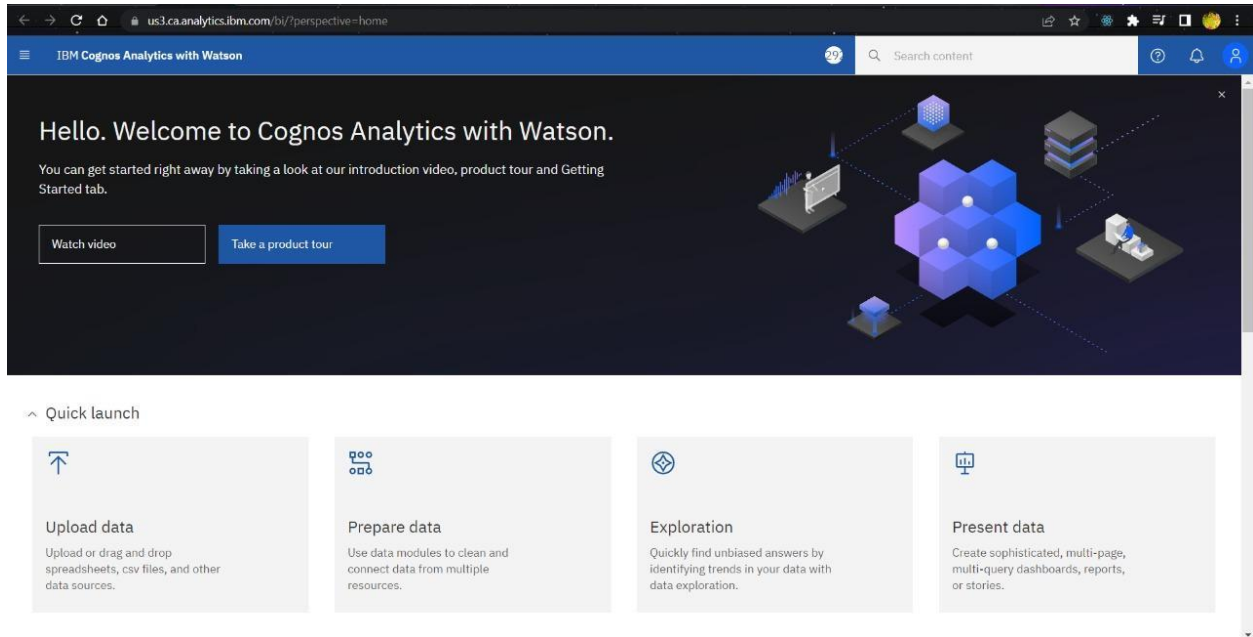 us3.ca.analytics.ibm.com/bi/?perspective=home
IBM Cognos Analytics with Watson
29
Search content
Hello. Welcome to Cognos Analytics with Watson.
You can get started right away by taking a look at our introduction video, product tour and Getting
Started tab.
Watch video
Take a product tour
Quick launch
Upload data
Upload or drag and drop
spreadsheets, csv files, and other
data sources.
Prepare data
Use data modules to clean and
connect data from multiple
resources.
Exploration
Quickly find unbiased answers by
identifying trends in your data with
data exploration.
Present data
Create sophisticated, multi-page,
multi-query dashboards, reports,
or stories.